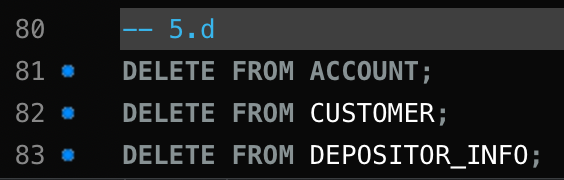 80 -- 5.d
81 DELETE FROM ACCOUNT;
82 DELETE FROM CUSTOMER;
83 DELETE FROM DEPOSITOR_INFO;